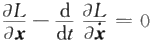 ∂L/∂𝒙 − d/dt ∂L/∂𝒙̇ = 0